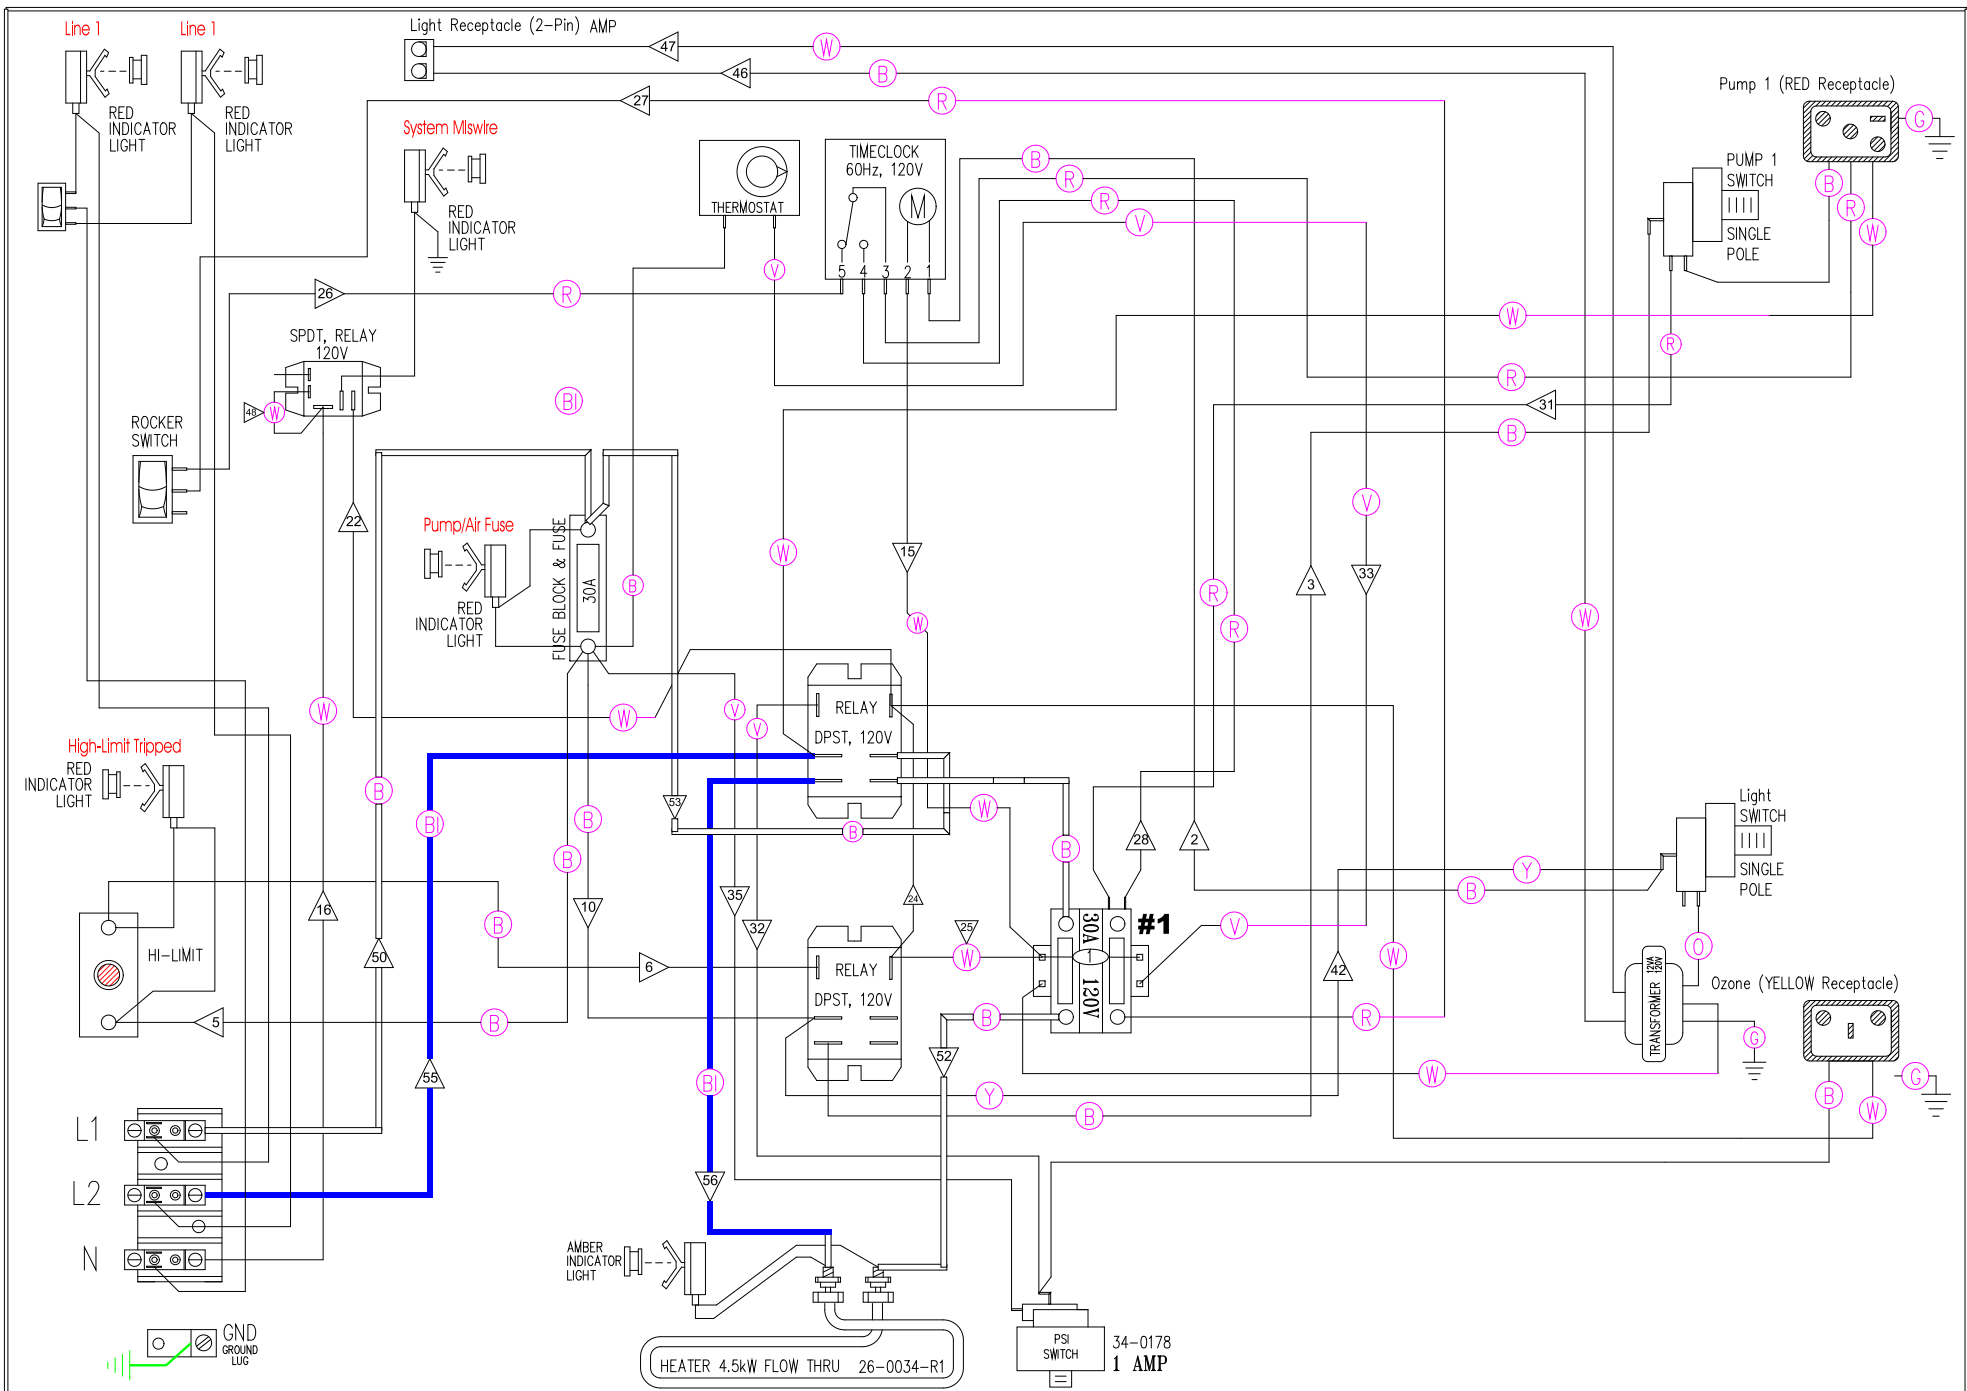 Line 1
Line 1
Light Receptacle (2-Pin) AMP
47
W
46
B
27
R
RED
INDICATOR
LIGHT
RED
INDICATOR
LIGHT
System MIswIre
RED
INDICATOR
LIGHT
THERMOSTAT
V
TIMECLOCK
60Hz, 120V
M
5 4 3 2 1
B
R
R
V
Pump 1 (RED Receptacle)
G
PUMP 1
SWITCH
SINGLE
POLE
B
R
W
26
R
SPDT, RELAY
120V
48
W
BI
W
R
R
31
B
ROCKER
SWITCH
22
Pump/Air Fuse
RED
INDICATOR
LIGHT
FUSE BLOCK & FUSE
30A
B
W
15
W
V
33
3
R
R
W
W
W
V
V
RELAY
DPST, 120V
High-Limit Tripped
RED
INDICATOR
LIGHT
B
BI
B
B
53
B
W
B
28
2
Light
SWITCH
SINGLE
POLE
Y
B
16
10
35
32
24
25
W
30A
1
120V
#1
V
W
42
O
HI-LIMIT
B
50
6
RELAY
DPST, 120V
5
B
B
52
R
TRANSFORMER
12VA
120V
G
Ozone (YELLOW Receptacle)
B
W
G
55
BI
Y
B
W
L1
L2
N
56
AMBER
INDICATOR
LIGHT
GND
GROUND
LUG
HEATER 4.5kW FLOW THRU 26-0034-R1
PSI
SWITCH
34-0178
1 AMP